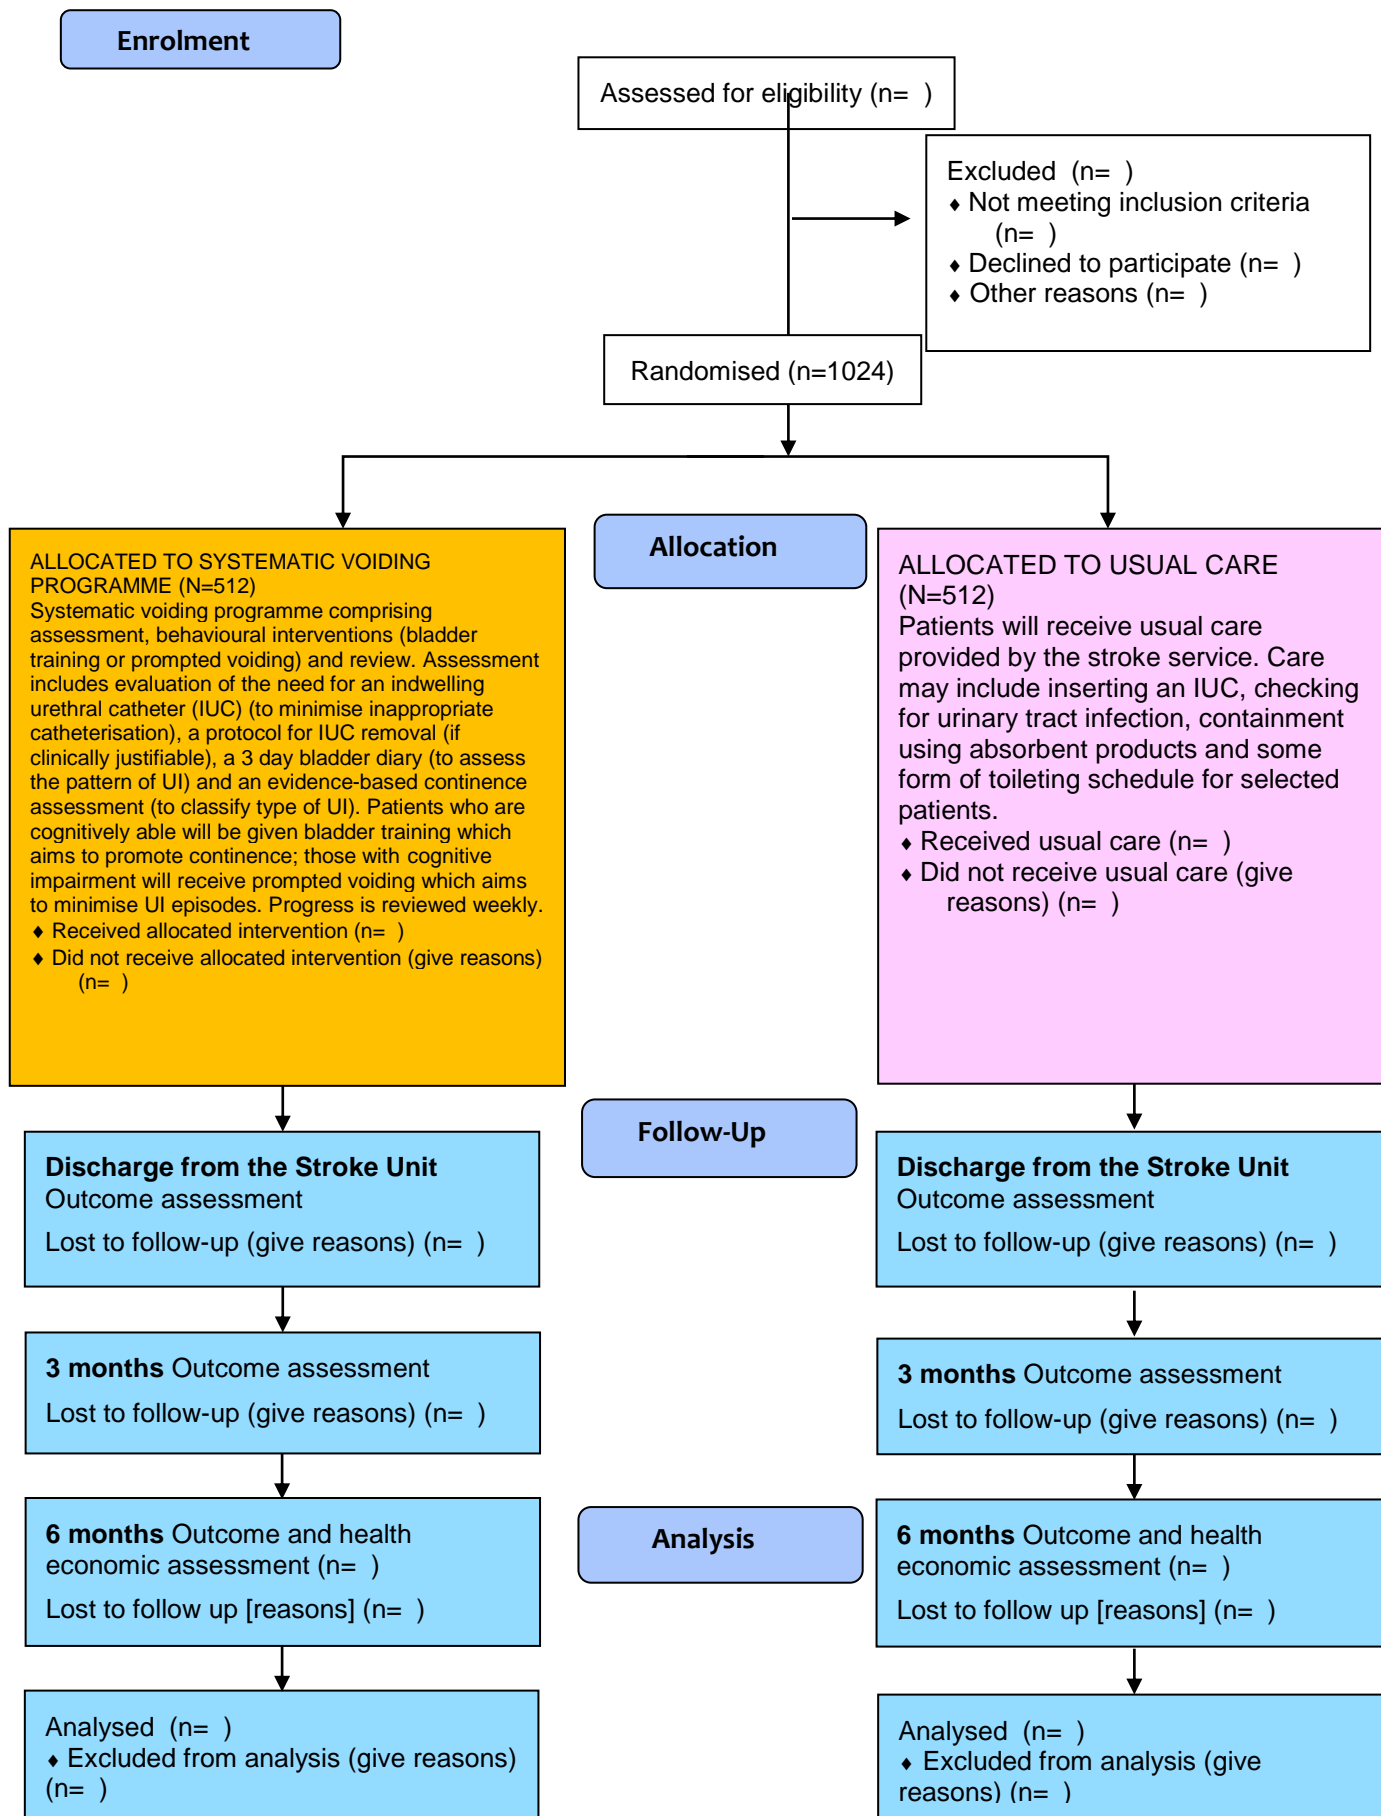 Enrolment
Assessed for eligibility (n=  )
Excluded  (n=  )
♦ Not meeting inclusion criteria
(n=  )
♦ Declined to participate (n=  )
♦ Other reasons (n=  )
Randomised (n=1024)
Allocation
ALLOCATED TO SYSTEMATIC VOIDING
PROGRAMME (N=512)
Systematic voiding programme comprising
assessment, behavioural interventions (bladder
training or prompted voiding) and review. Assessment
includes evaluation of the need for an indwelling
urethral catheter (IUC) (to minimise inappropriate
catheterisation), a protocol for IUC removal (if
clinically justifiable), a 3 day bladder diary (to assess
the pattern of UI) and an evidence-based continence
assessment (to classify type of UI). Patients who are
cognitively able will be given bladder training which
aims to promote continence; those with cognitive
impairment will receive prompted voiding which aims
to minimise UI episodes. Progress is reviewed weekly.
♦ Received allocated intervention (n=  )
♦ Did not receive allocated intervention (give reasons)
(n=  )
ALLOCATED TO USUAL CARE
(N=512)
Patients will receive usual care
provided by the stroke service. Care
may include inserting an IUC, checking
for urinary tract infection, containment
using absorbent products and some
form of toileting schedule for selected
patients.
♦ Received usual care (n=  )
♦ Did not receive usual care (give
reasons) (n=  )
Follow-Up
Discharge from the Stroke Unit
Outcome assessment
Lost to follow-up (give reasons) (n=  )
Discharge from the Stroke Unit
Outcome assessment
Lost to follow-up (give reasons) (n=  )
3 months Outcome assessment
Lost to follow-up (give reasons) (n=  )
3 months Outcome assessment
Lost to follow-up (give reasons) (n=  )
Analysis
6 months Outcome and health
economic assessment (n=  )
Lost to follow up [reasons] (n=  )
6 months Outcome and health
economic assessment (n=  )
Lost to follow up [reasons] (n=  )
Analysed  (n=  )
♦ Excluded from analysis (give reasons)
(n=  )
Analysed  (n=  )
♦ Excluded from analysis (give
reasons) (n=  )